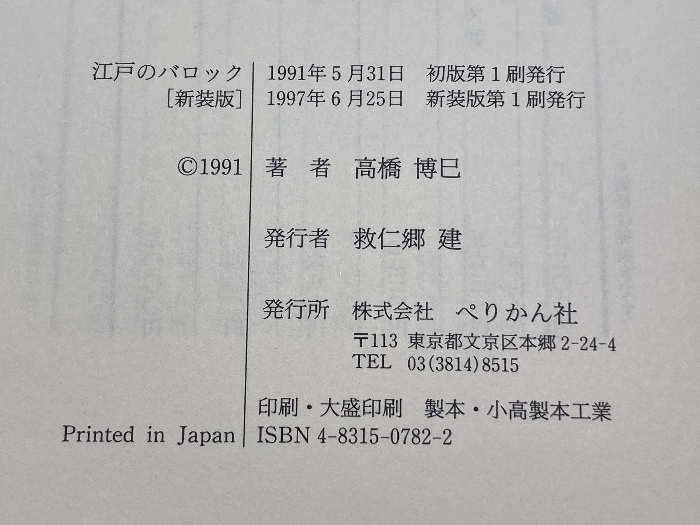 江戸のバロック 1991年5月31日 初版第1刷発行
[新装版] 1997年6月25日 新装版第1刷発行
©1991 著 者 高橋 博巳
発行者 救仁郷 建
発行所 株式会社 ぺりかん社
〒113 東京都文京区本郷2-24-4
TEL 03(3814)8515
印刷・大盛印刷 製本・小高製本工業
Printed in Japan ISBN 4-8315-0782-2